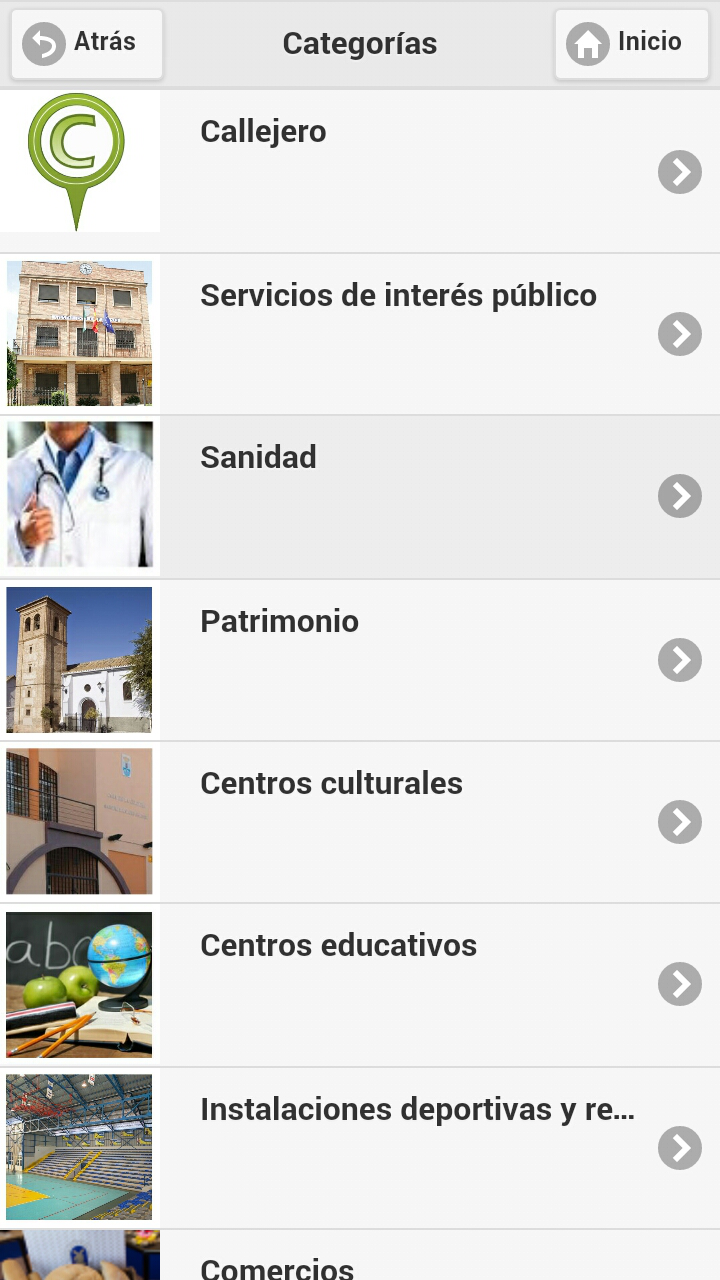 Atrás
Categorías
Inicio
C
Callejero
Servicios de interés público
Sanidad
Patrimonio
Centros culturales
Centros educativos
abc
Instalaciones deportivas y re...
Comercios